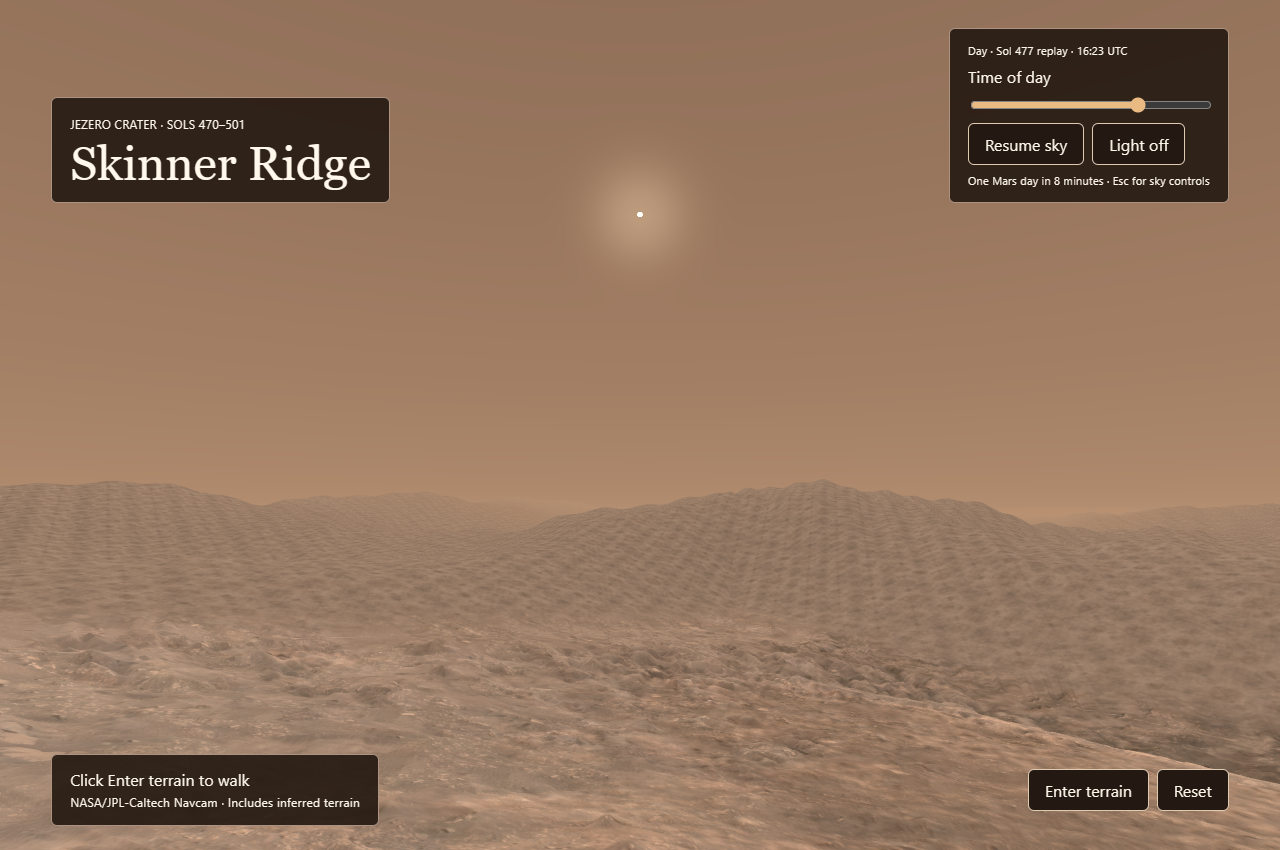 JEZERO CRATER · SOLS 470–501
Skinner Ridge
Day · Sol 477 replay · 16:23 UTC
Time of day
Resume sky
Light off
One Mars day in 8 minutes · Esc for sky controls
Click Enter terrain to walk
NASA/JPL-Caltech Navcam · Includes inferred terrain
Enter terrain
Reset